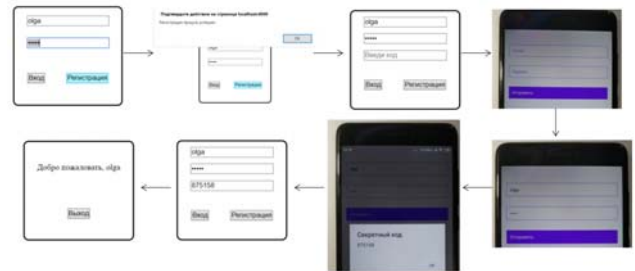 olga
•••••
Вход
Регистрация
Подтвердите действие на странице localhost:8080
Регистрация прошла успешно
OK
olga
Вход
Регистрация
olga
•••••
Введи код
Вход
Регистрация
Отправить
Olga
Отправить
Секретный код
875158
OK
olga
•••••
875158
Вход
Регистрация
Добро пожаловать, olga
Выход